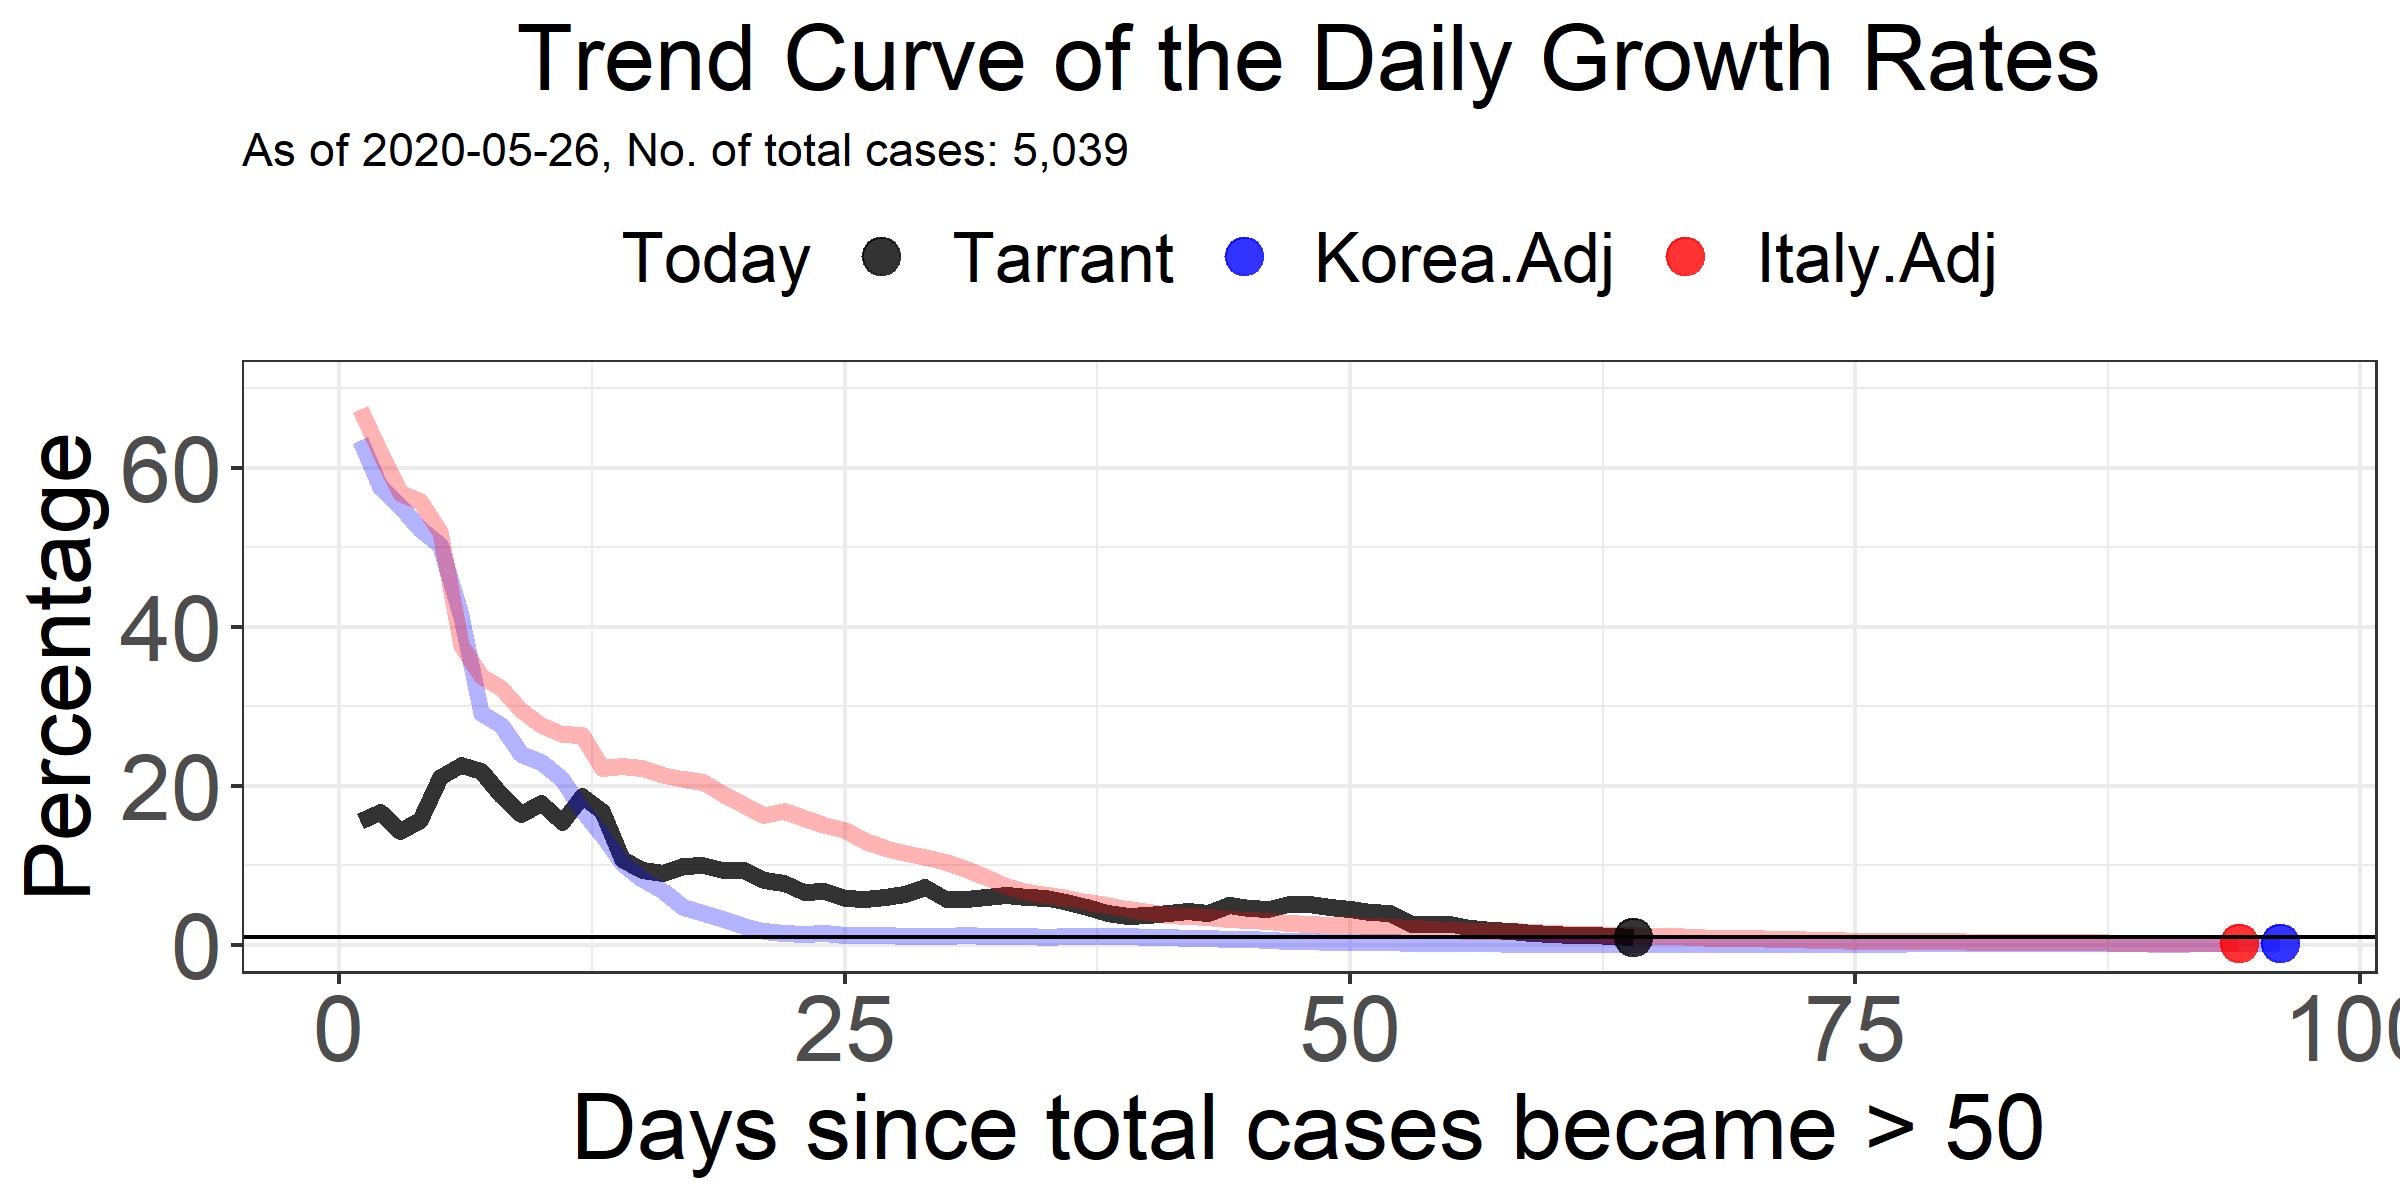 Trend Curve of the Daily Growth Rates
As of 2020-05-26, No. of total cases: 5,039
Today Tarrant Korea.Adj Italy.Adj
Percentage
60
40
20
0
0 25 50 75 100
Days since total cases became > 50